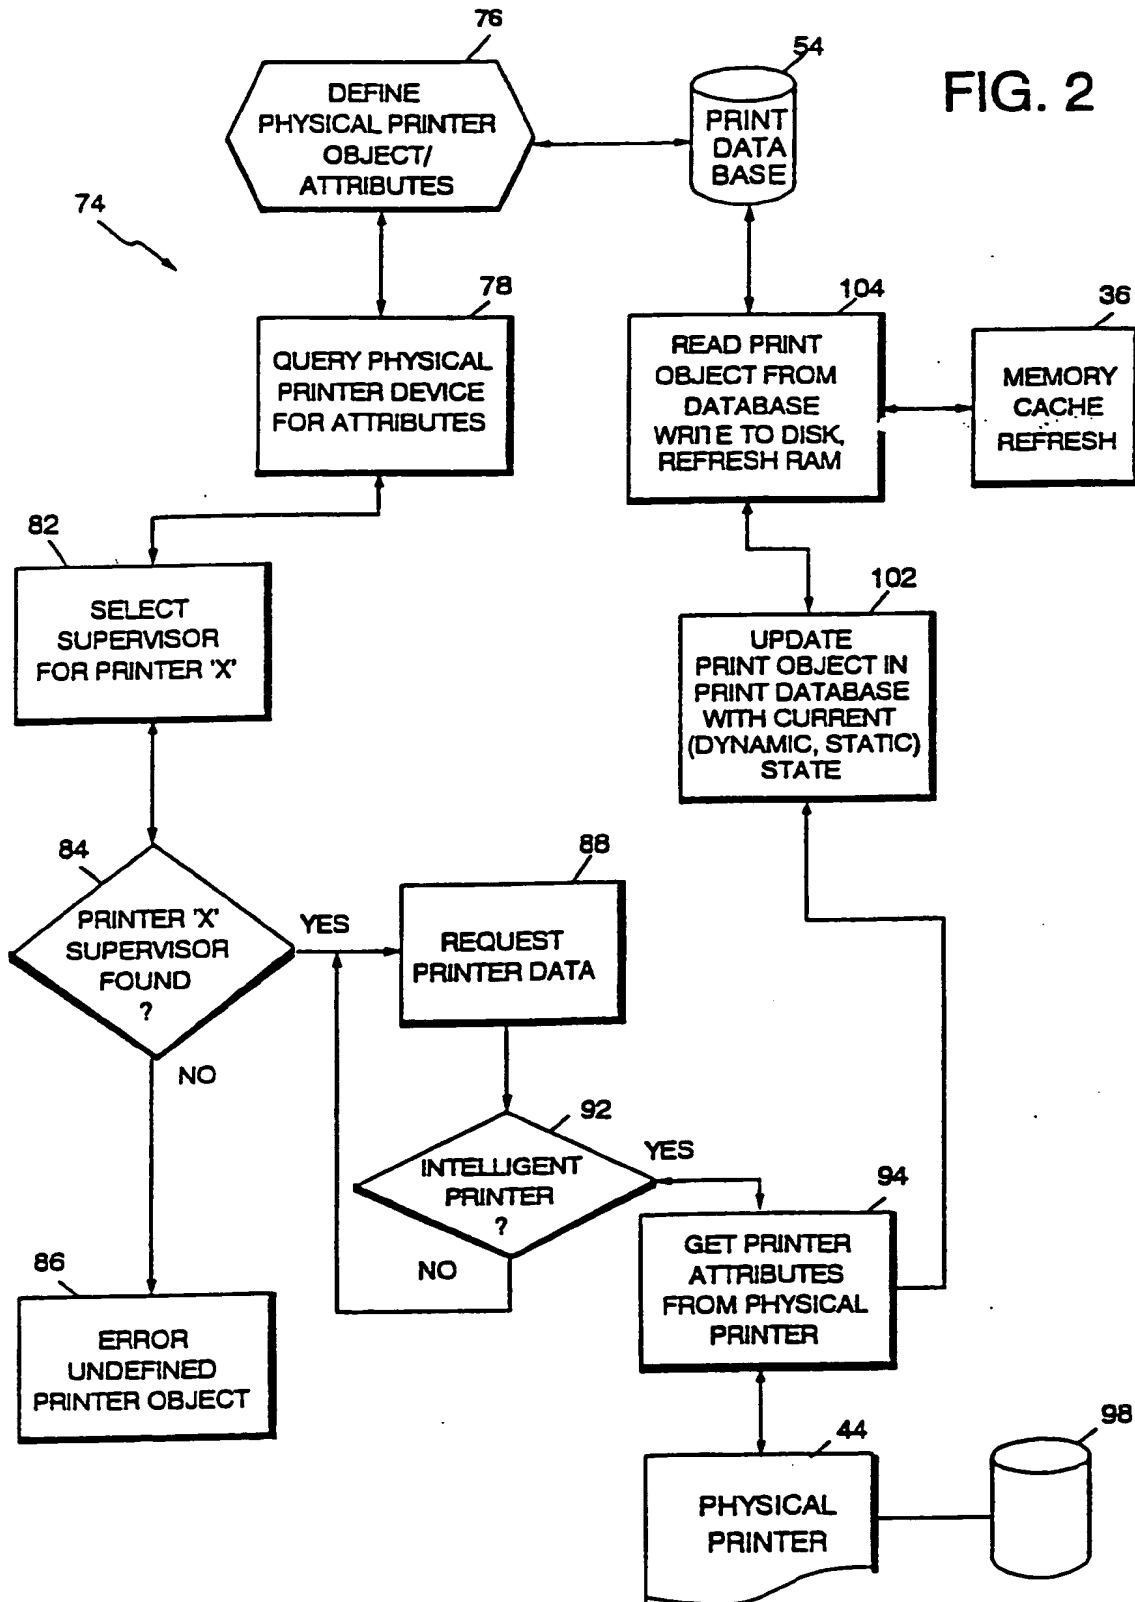 FIG. 2
76
DEFINE
PHYSICAL PRINTER
OBJECT/
ATTRIBUTES
54
PRINT
DATA
BASE
74
78
QUERY PHYSICAL
PRINTER DEVICE
FOR ATTRIBUTES
104
READ PRINT
OBJECT FROM
DATABASE
WRITE TO DISK,
REFRESH RAM
36
MEMORY
CACHE
REFRESH
82
SELECT
SUPERVISOR
FOR PRINTER 'X'
102
UPDATE
PRINT OBJECT IN
PRINT DATABASE
WITH CURRENT
(DYNAMIC, STATIC)
STATE
84
PRINTER 'X'
SUPERVISOR
FOUND
?
YES
NO
88
REQUEST
PRINTER DATA
92
INTELLIGENT
PRINTER
?
YES
NO
94
GET PRINTER
ATTRIBUTES
FROM PHYSICAL
PRINTER
86
ERROR
UNDEFINED
PRINTER OBJECT
44
PHYSICAL
PRINTER
98